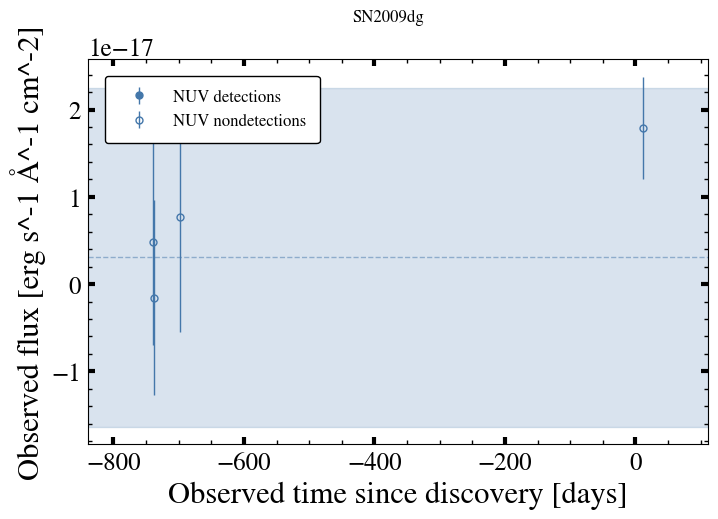 SN2009dg
1e−17
NUV detections
NUV nondetections
2
1
0
−1
−800
−600
−400
−200
0
Observed time since discovery [days]
Observed flux [erg s^-1 Å^-1 cm^-2]